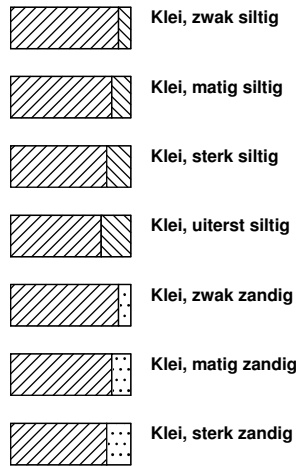 Klei, zwak siltig
Klei, matig siltig
Klei, sterk siltig
Klei, uiterst siltig
Klei, zwak zandig
Klei, matig zandig
Klei, sterk zandig